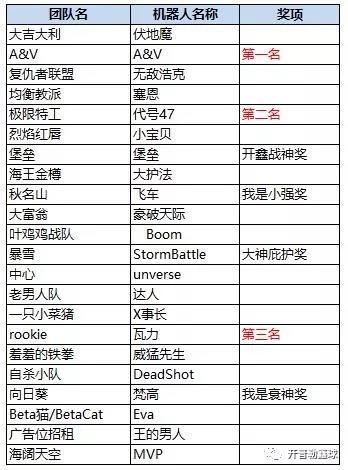 团队名 机器人名称 奖项
大吉大利 伏地魔
A&V A&V 第一名
复仇者联盟 无敌浩克
均衡教派 塞恩
极限特工 代号47 第二名
烈焰红唇 小宝贝
堡垒 堡垒 开鑫战神奖
海王金樽 大护法
秋名山 飞车 我是小强奖
大富翁 豪破天际
叶鸡鸡战队 Boom
暴雪 StormBattle 大神庇护奖
中心 unverse
老男人队 达人
一只小菜猪 X事长
rookie 瓦力 第三名
羞羞的铁拳 威猛先生
自杀小队 DeadShot
向日葵 梵高 我是衰神奖
Beta猫/BetaCat Eva
广告位招租 王的男人
海阔天空 MVP
开普勒鑫球